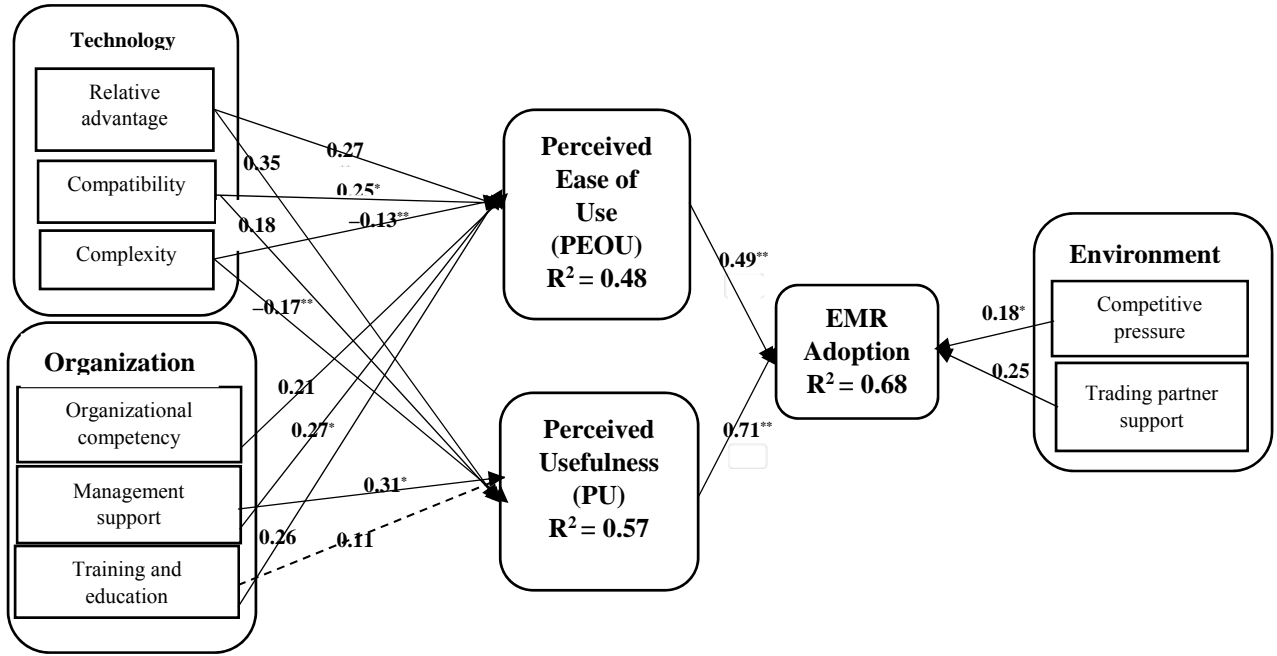 Technology
Relative
advantage
Compatibility
Complexity
Organization
Organizational
competency
Management
support
Training and
education
0.35
0.27
0.25*
0.18
–0.13**
–0.17**
0.21
0.27*
0.31*
0.26
0.11
Perceived
Ease of
Use
(PEOU)
R² = 0.48
Perceived
Usefulness
(PU)
R² = 0.57
0.49**
0.71**
EMR
Adoption
R² = 0.68
0.18*
0.25
Environment
Competitive
pressure
Trading partner
support